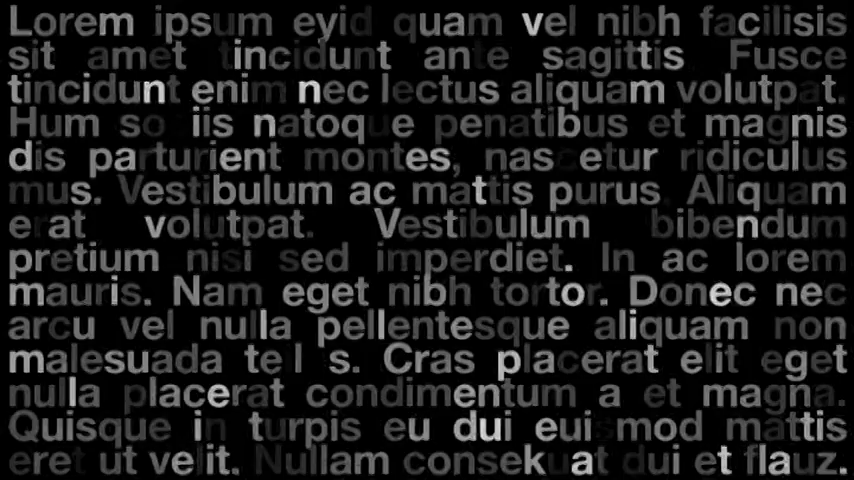 Lorem ipsum eyid quam vel nibh facilisis
sit amet tincidunt ante sagittis Fusce
tincidunt enim nec lectus aliquam volutpat.
Hum so iis natoque penatibus et magnis
dis parturient montes, nascetur ridiculus
mus. Vestibulum ac mattis purus. Aliquam
erat volutpat. Vestibulum bibendum
pretium nisi sed imperdiet. In ac lorem
mauris. Nam eget nibh tortor. Donec nec
arcu vel nulla pellentesque aliquam non
malesuada placerat elit eget
nulla placerat condimentum a et magna.
Quisque in turpis eu dui euismod mattis
eret ut velit. Nullam consekuat dui et flauz.